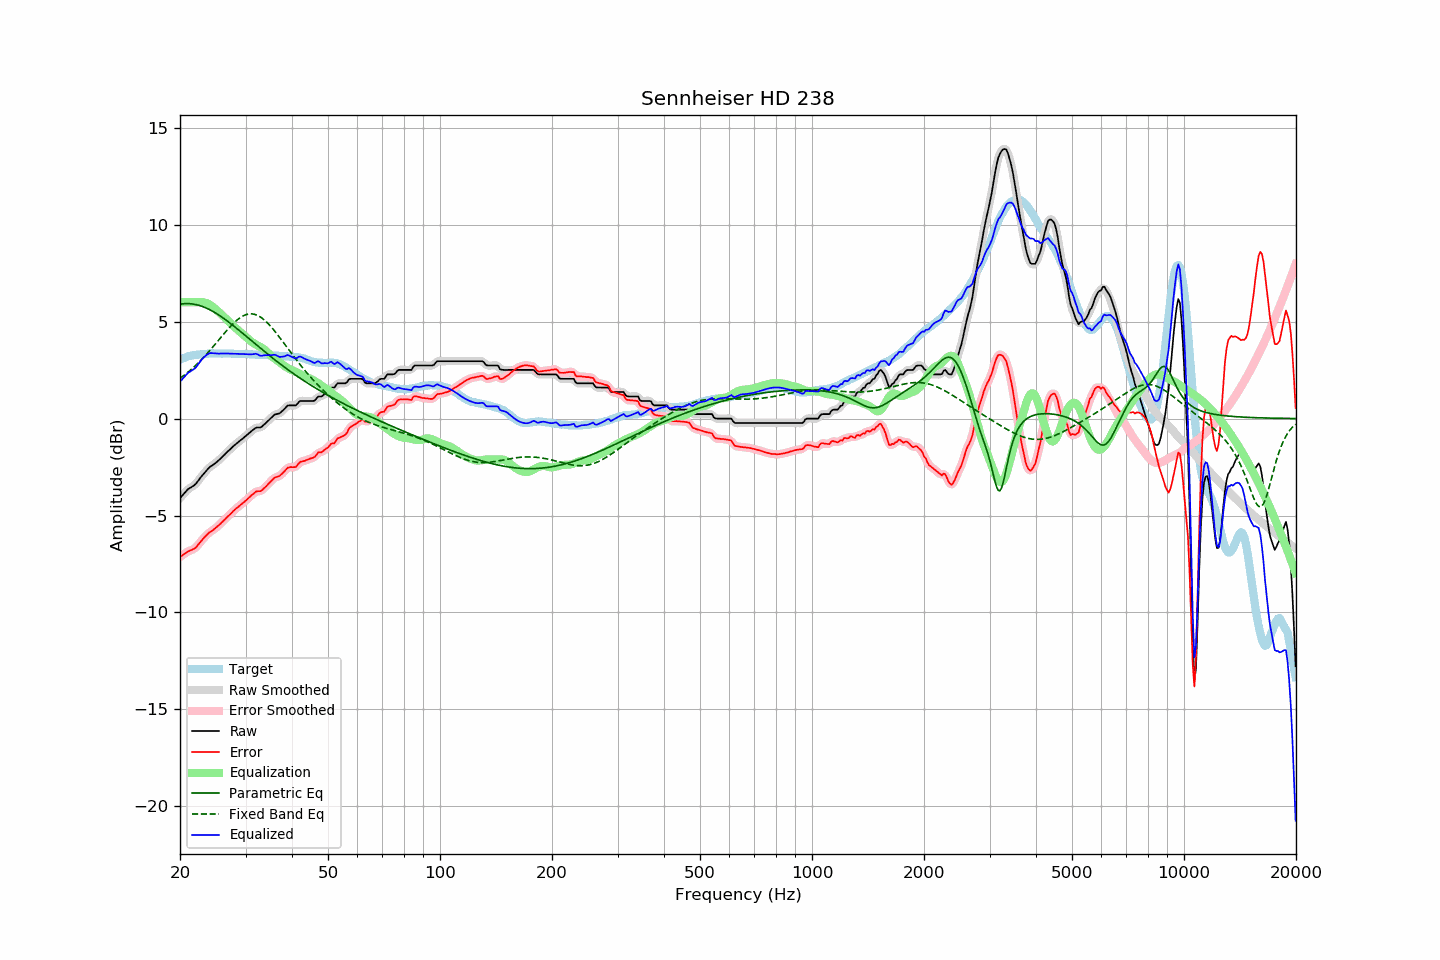 Sennheiser HD 238
Amplitude (dBr)
15
10
5
0
−5
−10
−15
−20
Target
Raw Smoothed
Error Smoothed
Raw
Error
Equalization
Parametric Eq
Fixed Band Eq
Equalized
20 50 100 200 500 1000 2000 5000 10000 20000
Frequency (Hz)